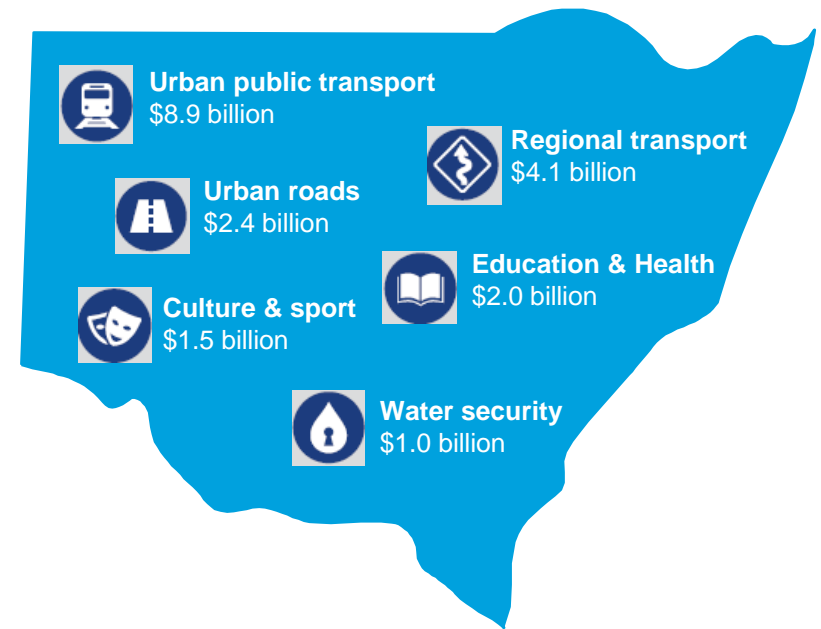 Urban public transport
$8.9 billion
Regional transport
$4.1 billion
Urban roads
$2.4 billion
Education & Health
$2.0 billion
Culture & sport
$1.5 billion
Water security
$1.0 billion